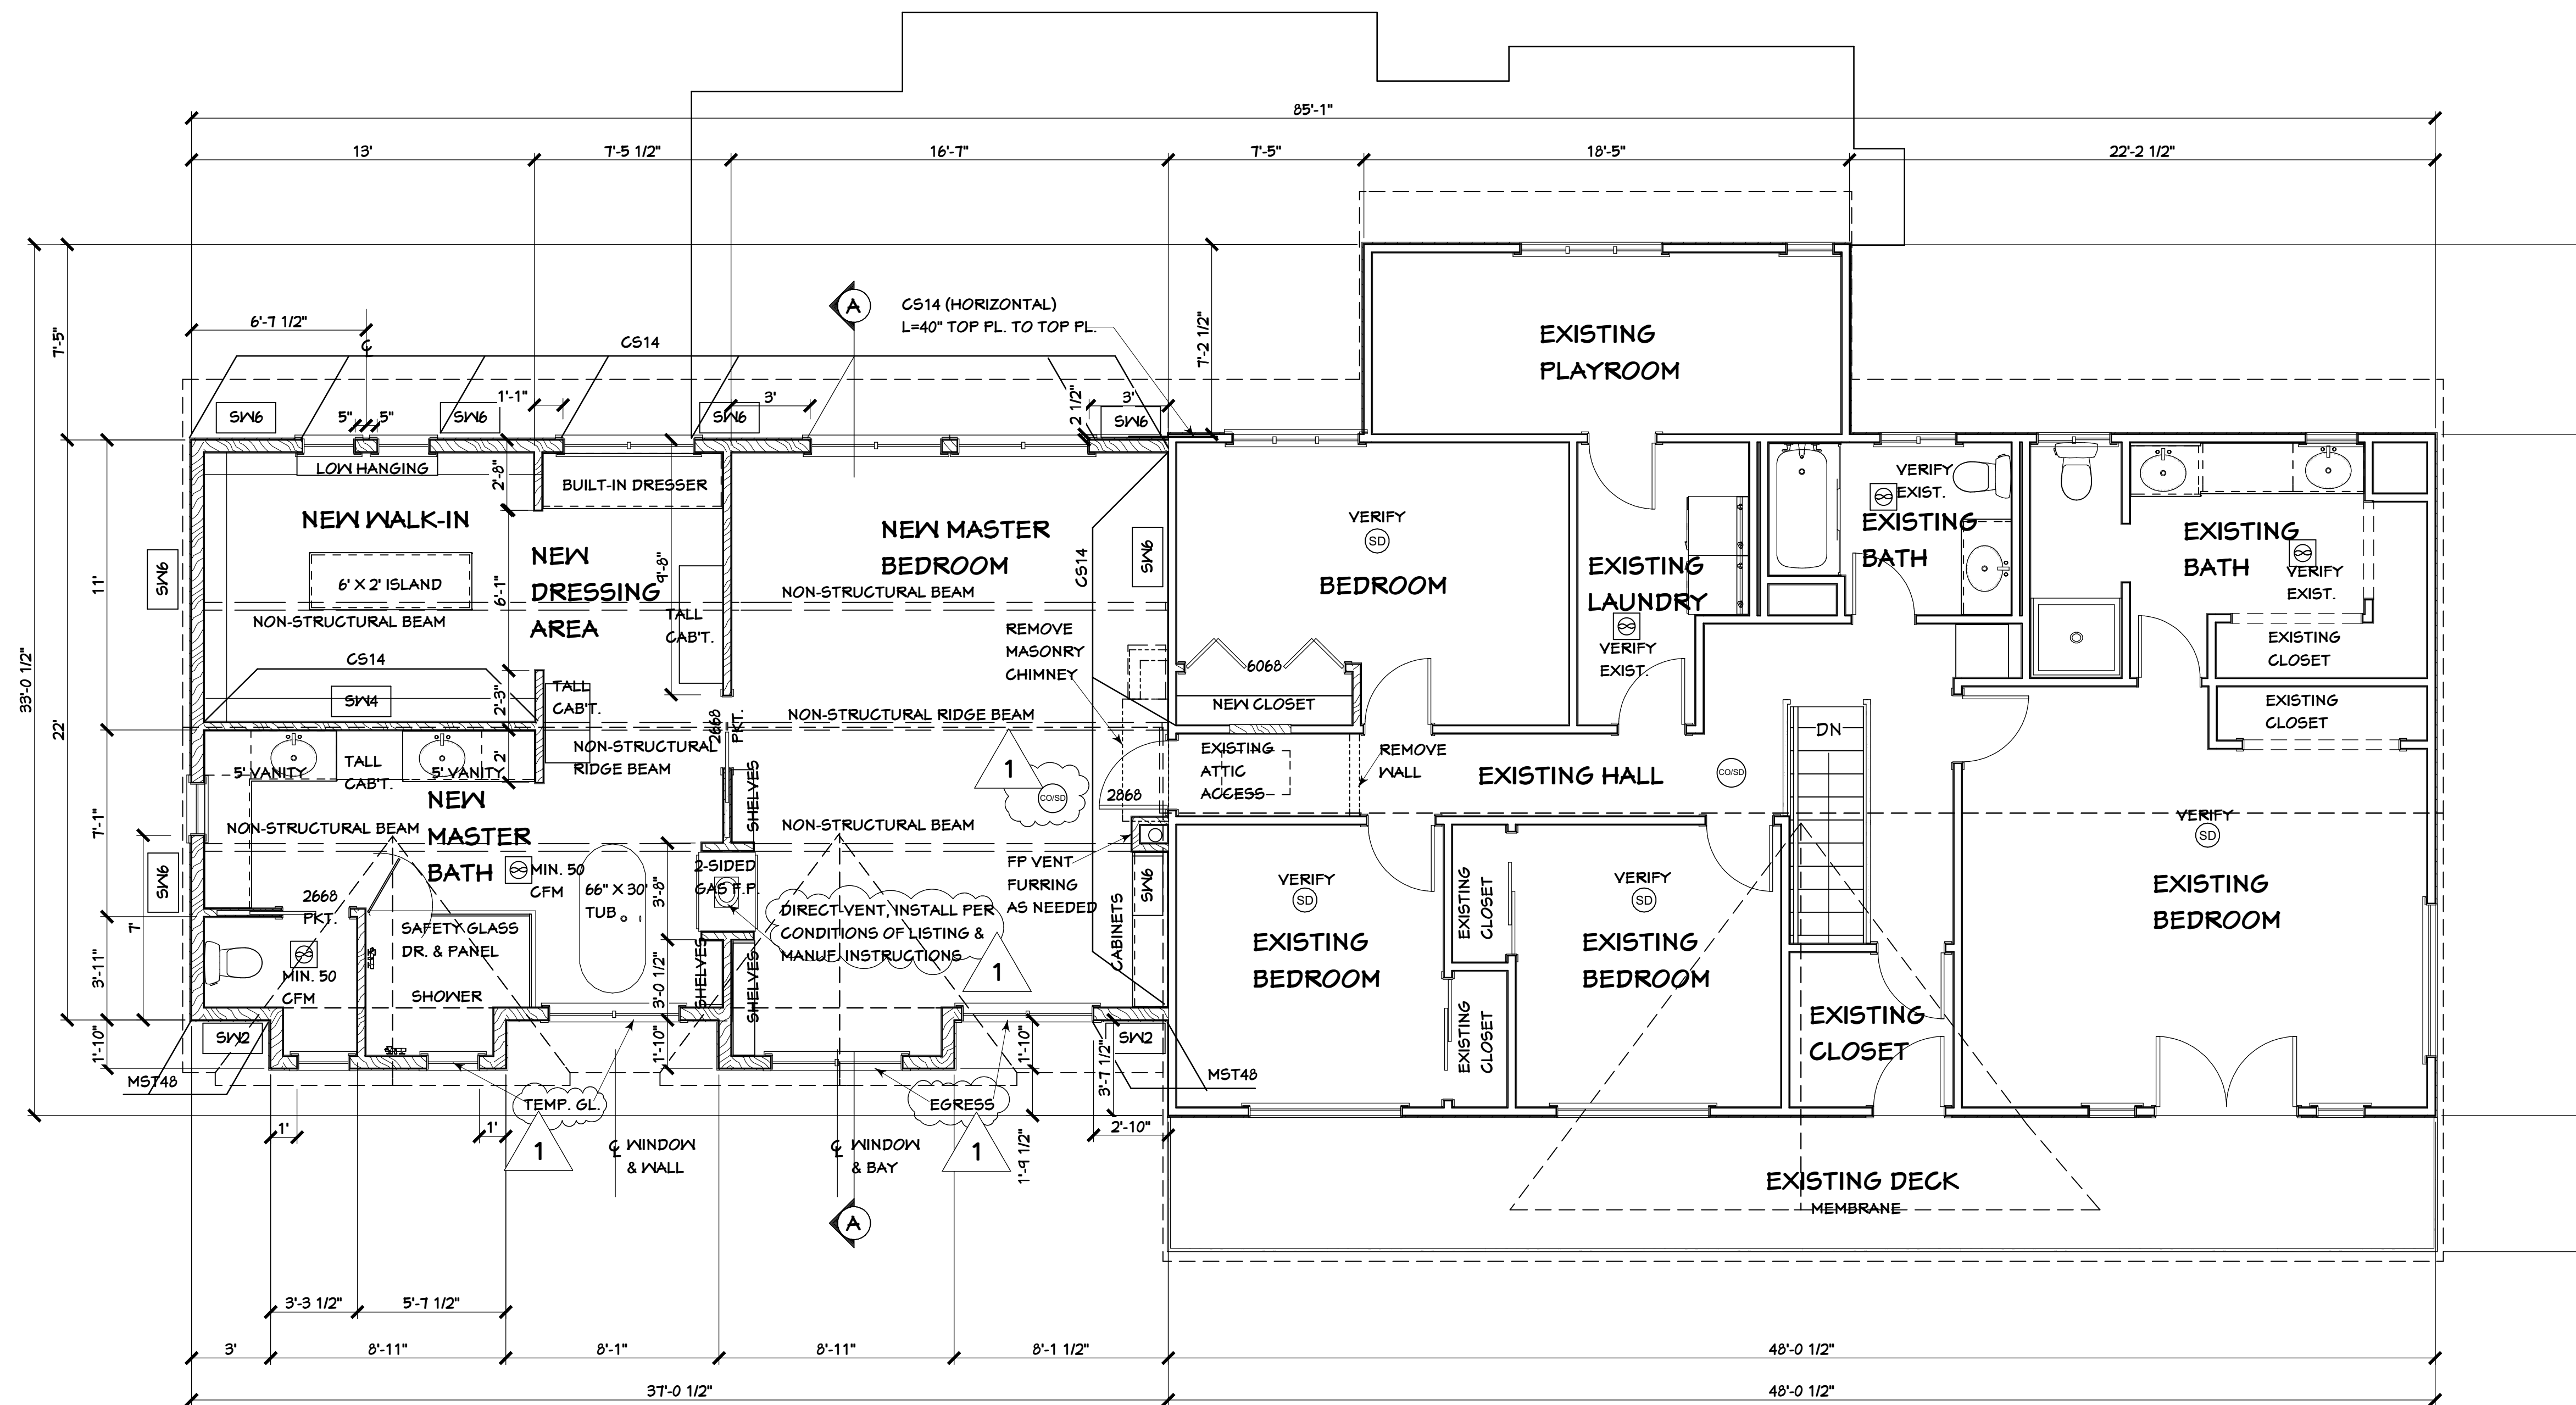 85'-1"
13'
7'-5 1/2"
16'-7"
7'-5"
18'-5"
22'-2 1/2"
6'-7 1/2"
7'-5"
7'-2 1/2"
A
CS14 (HORIZONTAL)
L=40" TOP PL. TO TOP PL.
CS14
EXISTING
PLAYROOM
SW6
5"
5"
SW6
1'-1"
SW6
3'
2 1/2"
3'
SW6
LOW HANGING
2'-8"
BUILT-IN DRESSER
NEW WALK-IN
6' X 2' ISLAND
NON-STRUCTURAL BEAM
SW6
11'
NEW
DRESSING
AREA
6'-1"
9'-8"
TALL
CAB'T.
NEW MASTER
BEDROOM
NON-STRUCTURAL BEAM
CS14
SW6
REMOVE
MASONRY
CHIMNEY
VERIFY
SD
BEDROOM
6068
NEW CLOSET
EXISTING
LAUNDRY
VERIFY
EXIST.
VERIFY
EXIST.
EXISTING
BATH
EXISTING
BATH
VERIFY
EXIST.
EXISTING
CLOSET
EXISTING
CLOSET
33'-0 1/2"
22'
CS14
SW4
2'-3"
TALL
CAB'T.
2668
PKT.
NON-STRUCTURAL RIDGE BEAM
NON-STRUCTURAL
RIDGE BEAM
2'
5' VANITY
TALL
CAB'T.
5' VANITY
NEW
MASTER
BATH
NON-STRUCTURAL BEAM
7'-1"
SHELVES
NON-STRUCTURAL BEAM
1
CO/SD
2868
EXISTING
ATTIC
ACCESS
REMOVE
WALL
EXISTING HALL
CO/SD
DN
SW6
7'
2668
PKT.
MIN. 50
CFM
66" X 30"
TUB
3'-8"
2-SIDED
GAS F.P.
FP VENT
FURRING
AS NEEDED
SW6
DIRECT-VENT, INSTALL PER
CONDITIONS OF LISTING &
MANUF. INSTRUCTIONS
1
CABINETS
SAFETY GLASS
DR. & PANEL
SHOWER
MIN. 50
CFM
3'-11"
3'-0 1/2"
SHELVES
SHELVES
VERIFY
SD
EXISTING
BEDROOM
EXISTING
CLOSET
EXISTING
CLOSET
VERIFY
SD
EXISTING
BEDROOM
EXISTING
CLOSET
VERIFY
SD
EXISTING
BEDROOM
1'-10"
SW2
MST48
1'-10"
1'-10"
3'-7 1/2"
SW2
MST48
TEMP. GL.
1
EGRESS
1
1'
1'
℄ WINDOW
& WALL
℄ WINDOW
& BAY
1'-9 1/2"
2'-10"
A
EXISTING DECK
MEMBRANE
3'-3 1/2"
5'-7 1/2"
3'
8'-11"
8'-1"
8'-11"
8'-1 1/2"
48'-0 1/2"
37'-0 1/2"
48'-0 1/2"